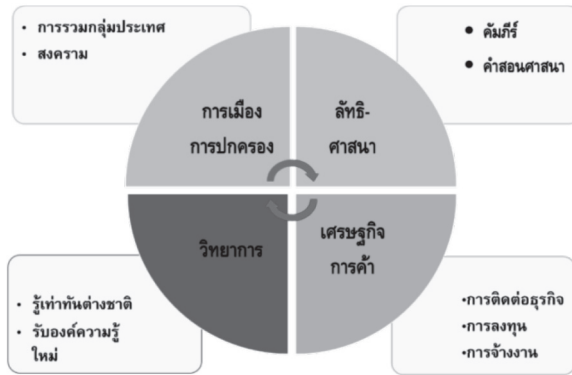 • การรวมกลุ่มประเทศ
• สงคราม
• คัมภีร์
• คำสอนศาสนา
การเมือง
การปกครอง
ลัทธิ-
ศาสนา
วิทยาการ
เศรษฐกิจ
การค้า
• รู้เท่าทันต่างชาติ
• รับองค์ความรู้
ใหม่
•การติดต่อธุรกิจ
•การลงทุน
•การจ้างงาน